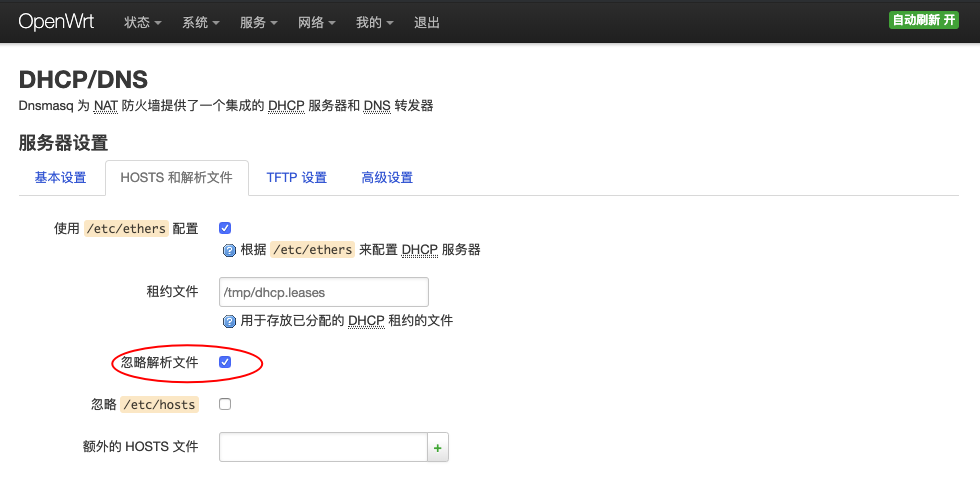 OpenWrt 状态 系统 服务 网络 我的 退出 自动刷新 开
DHCP/DNS
Dnsmasq 为 NAT 防火墙提供了一个集成的 DHCP 服务器和 DNS 转发器
服务器设置
基本设置 HOSTS 和解析文件 TFTP 设置 高级设置
使用 /etc/ethers 配置
根据 /etc/ethers 来配置 DHCP 服务器
租约文件 /tmp/dhcp.leases
用于存放已分配的 DHCP 租约的文件
忽略解析文件
忽略 /etc/hosts
额外的 HOSTS 文件